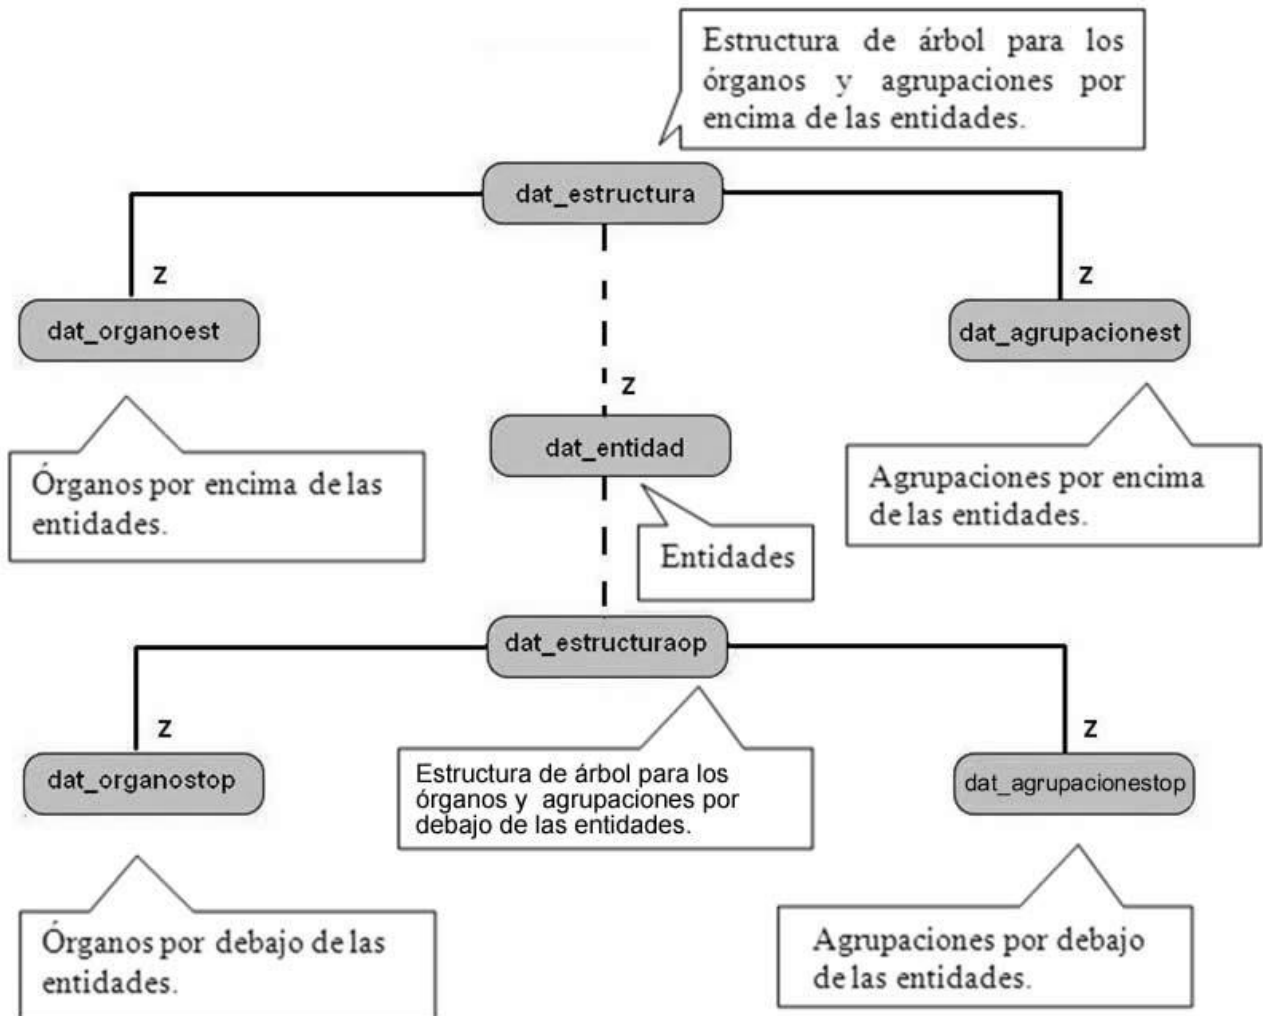 Estructura de árbol para los
órganos y agrupaciones por
encima de las entidades.
dat_estructura
Z
Z
dat_organoest
dat_agrupacionest
Z
dat_entidad
Órganos por encima de las
entidades.
Agrupaciones por encima
de las entidades.
Entidades
dat_estructuraop
Z
Z
dat_organostop
dat_agrupacionestop
Estructura de árbol para los
órganos y agrupaciones por
debajo de las entidades.
Órganos por debajo de las
entidades.
Agrupaciones por debajo
de las entidades.